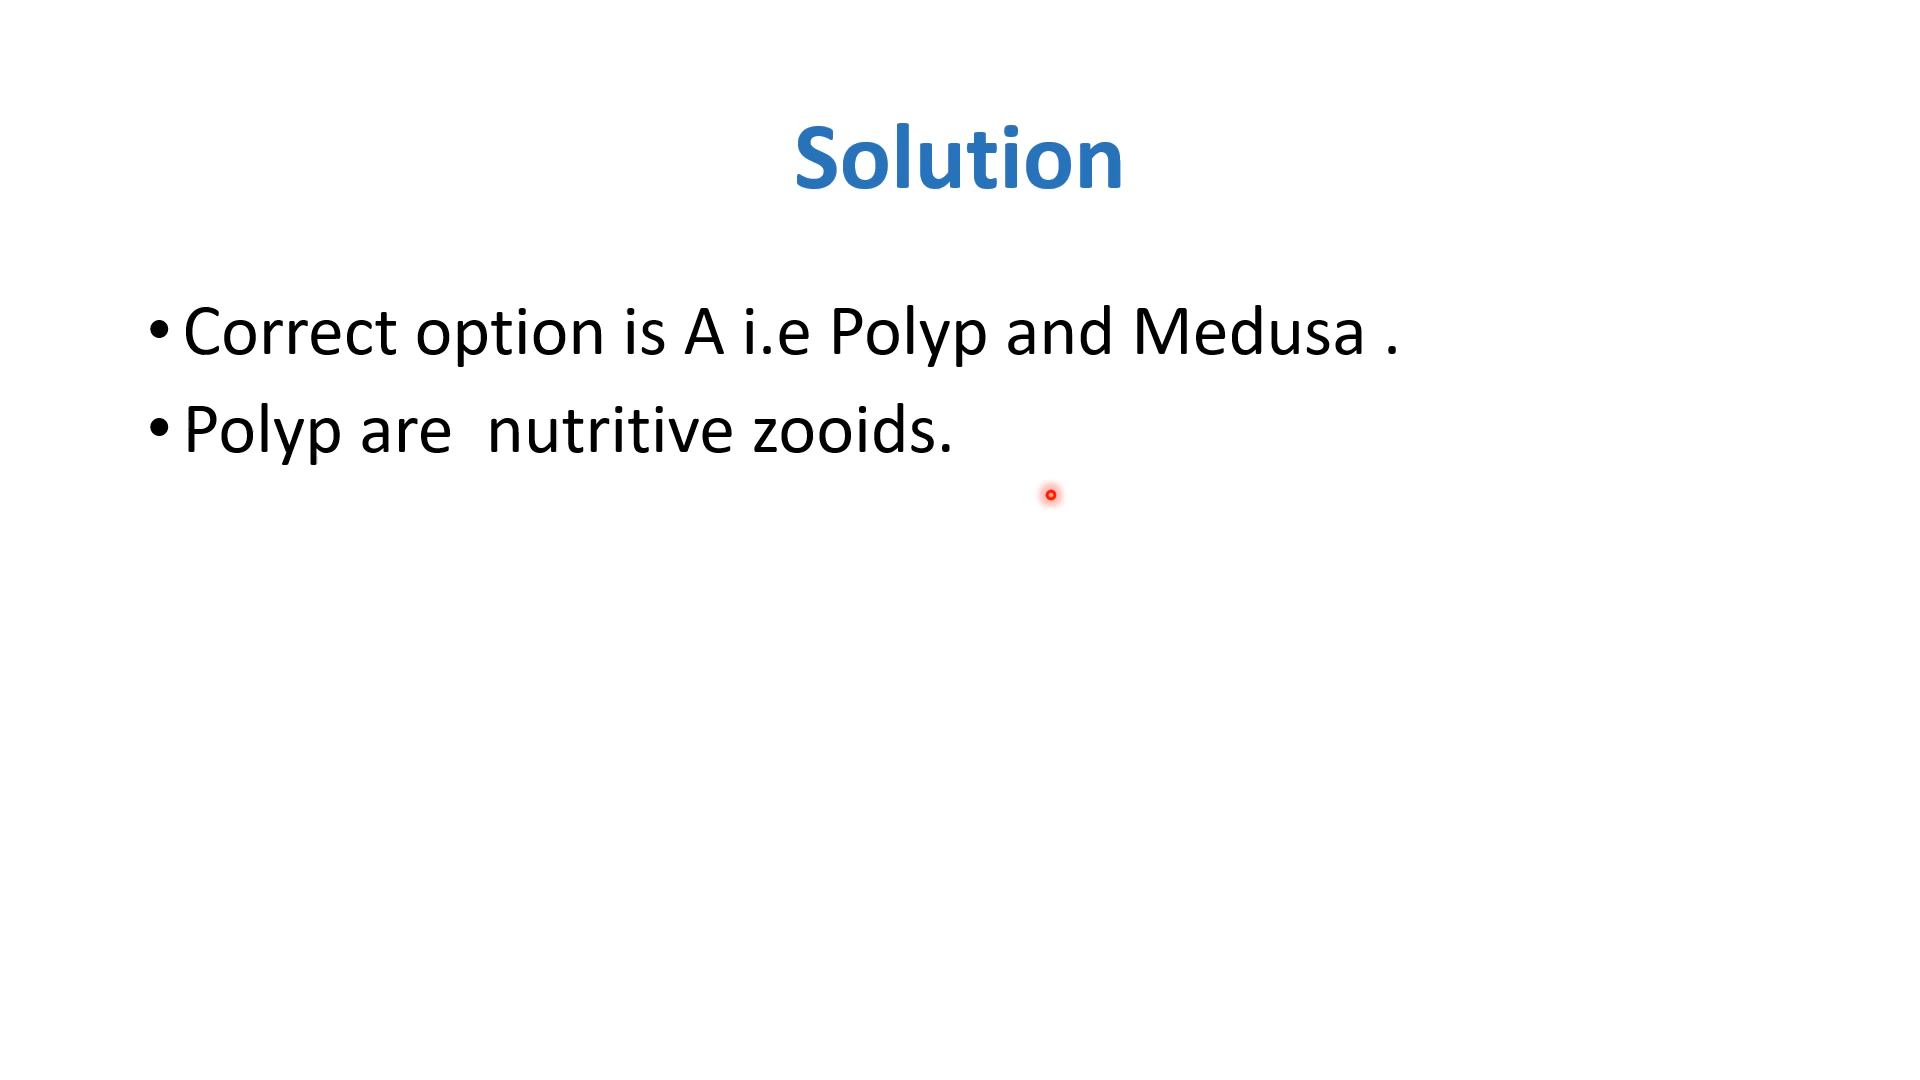 Solution
• Correct option is A i.e Polyp and Medusa .
• Polyp are  nutritive zooids.